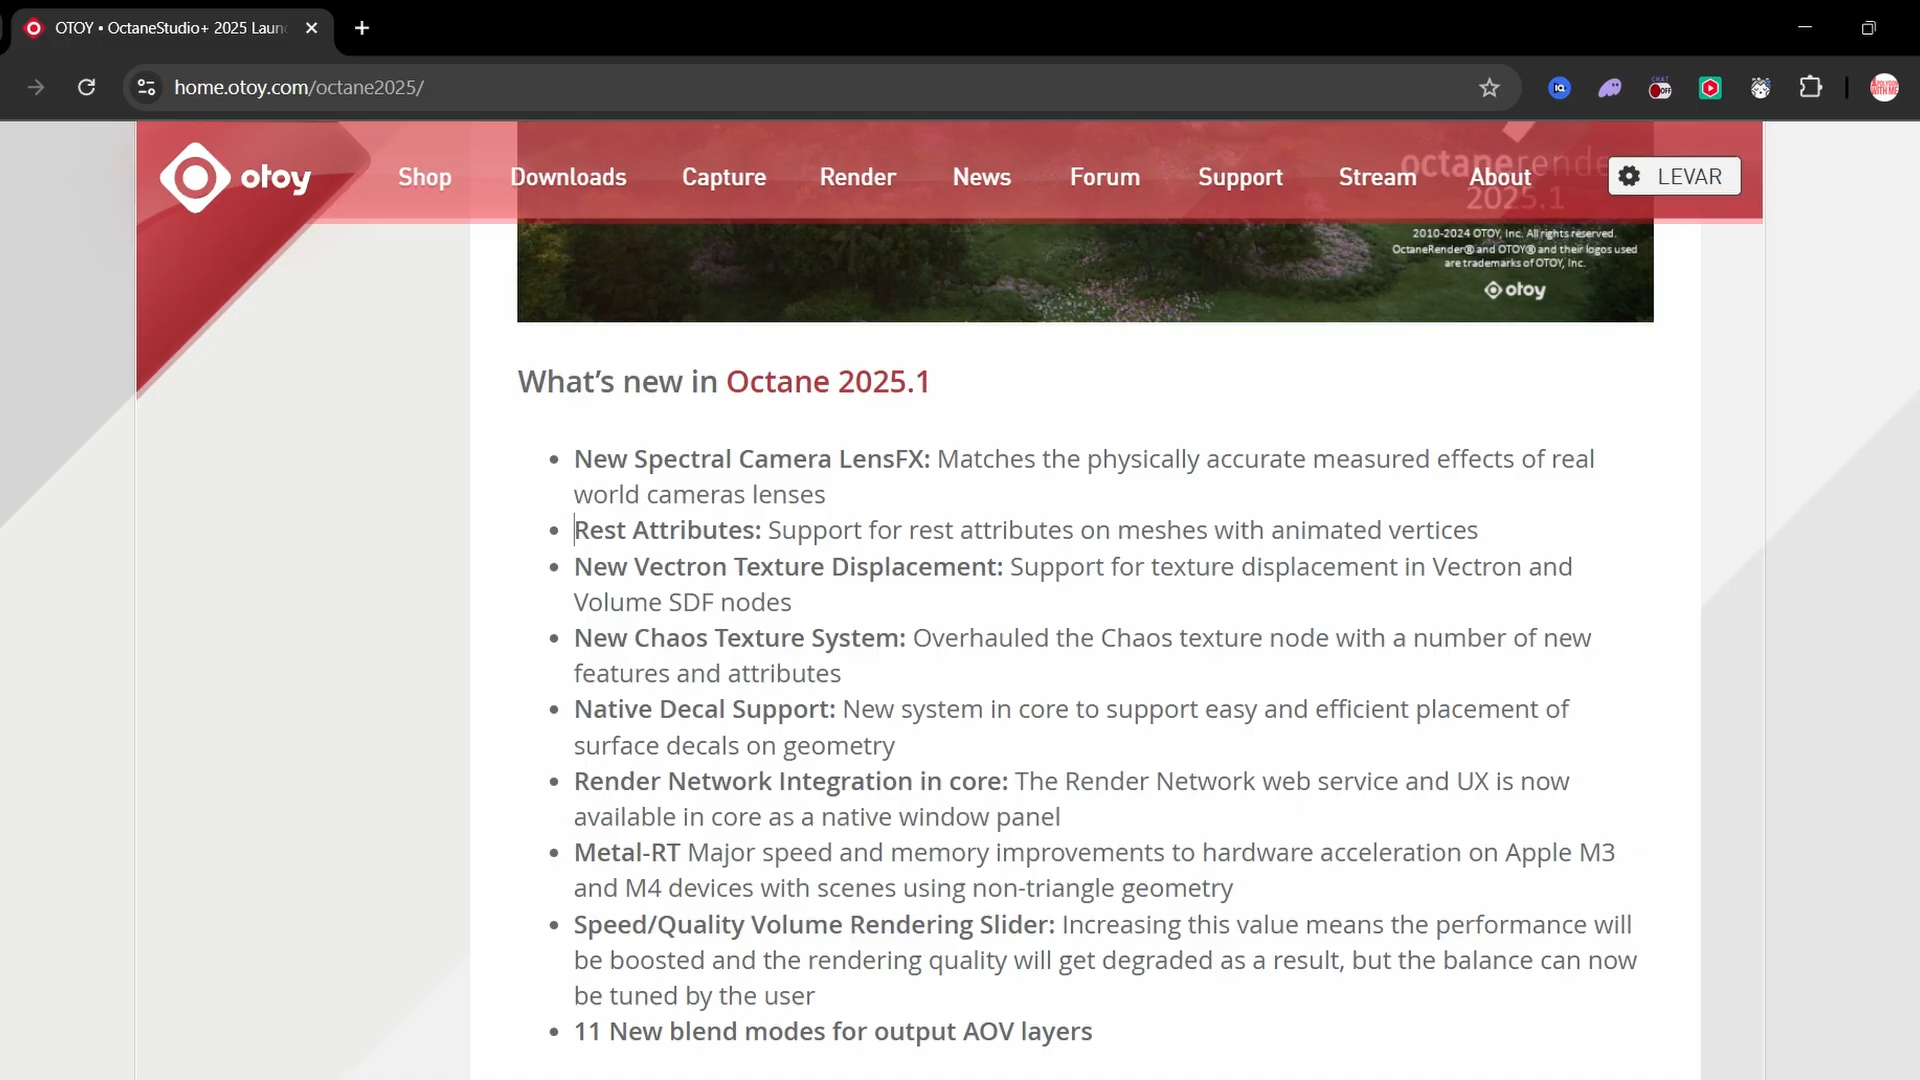 OTOY • OctaneStudio+ 2025 Laun
home.otoy.com/octane2025/
IQ
CHAT
OFF
otoy
Shop
Downloads
Capture
Render
News
Forum
Support
Stream
About
LEVAR
octanerende
2025.1
2010-2024 OTOY, Inc. All rights reserved.
OctaneRender® and OTOY® and their logos used
are trademarks of OTOY, Inc.
otoy
What’s new in Octane 2025.1
• New Spectral Camera LensFX: Matches the physically accurate measured effects of real
world cameras lenses
• Rest Attributes: Support for rest attributes on meshes with animated vertices
• New Vectron Texture Displacement: Support for texture displacement in Vectron and
Volume SDF nodes
• New Chaos Texture System: Overhauled the Chaos texture node with a number of new
features and attributes
• Native Decal Support: New system in core to support easy and efficient placement of
surface decals on geometry
• Render Network Integration in core: The Render Network web service and UX is now
available in core as a native window panel
• Metal-RT Major speed and memory improvements to hardware acceleration on Apple M3
and M4 devices with scenes using non-triangle geometry
• Speed/Quality Volume Rendering Slider: Increasing this value means the performance will
be boosted and the rendering quality will get degraded as a result, but the balance can now
be tuned by the user
• 11 New blend modes for output AOV layers